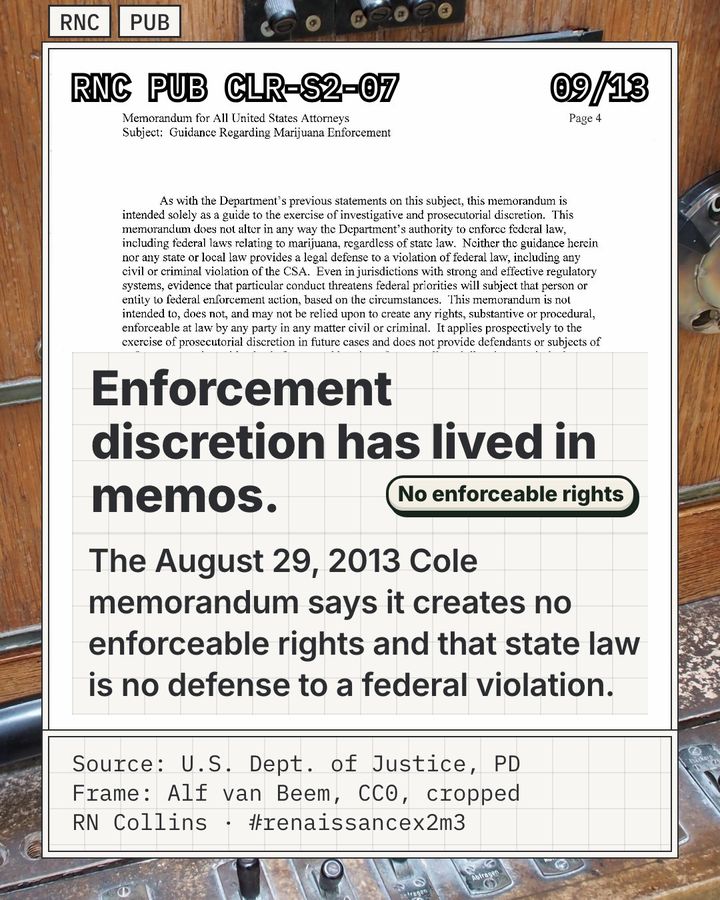 RNC PUB
RNC PUB CLR-S2-07 09/13
Memorandum for All United States Attorneys Page 4
Subject: Guidance Regarding Marijuana Enforcement
As with the Department's previous statements on this subject, this memorandum is
intended solely as a guide to the exercise of investigative and prosecutorial discretion. This
memorandum does not alter in any way the Department's authority to enforce federal law,
including federal laws relating to marijuana, regardless of state law. Neither the guidance herein
nor any state or local law provides a legal defense to a violation of federal law, including any
civil or criminal violation of the CSA. Even in jurisdictions with strong and effective regulatory
systems, evidence that particular conduct threatens federal priorities will subject that person or
entity to federal enforcement action, based on the circumstances. This memorandum is not
intended to, does not, and may not be relied upon to create any rights, substantive or procedural,
enforceable at law by any party in any matter civil or criminal. It applies prospectively to the
exercise of prosecutorial discretion in future cases and does not provide defendants or subjects of
Enforcement
discretion has lived in
memos.
No enforceable rights
The August 29, 2013 Cole
memorandum says it creates no
enforceable rights and that state law
is no defense to a federal violation.
Source: U.S. Dept. of Justice, PD
Frame: Alf van Beem, CC0, cropped
RN Collins · #renaissancex2m3